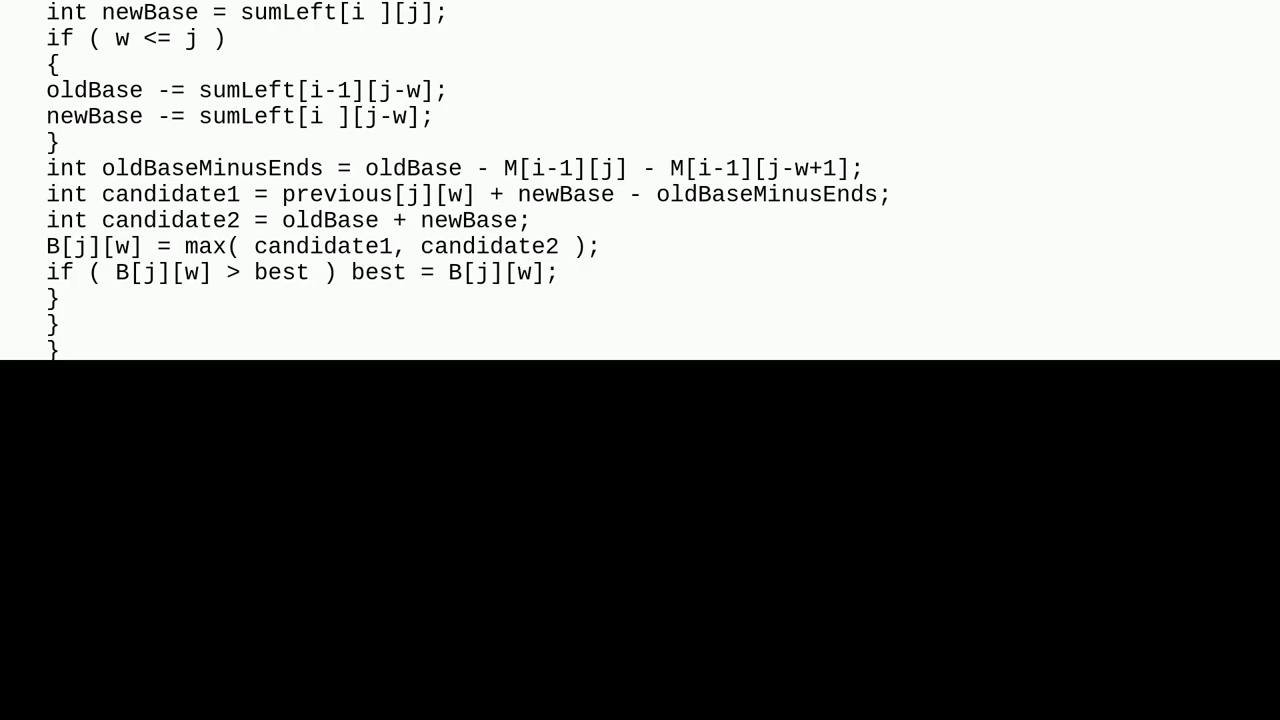 int newBase = sumLeft[i ][j];
if ( w <= j )
{
oldBase -= sumLeft[i-1][j-w];
newBase -= sumLeft[i ][j-w];
}
int oldBaseMinusEnds = oldBase - M[i-1][j] - M[i-1][j-w+1];
int candidate1 = previous[j][w] + newBase - oldBaseMinusEnds;
int candidate2 = oldBase + newBase;
B[j][w] = max( candidate1, candidate2 );
if ( B[j][w] > best ) best = B[j][w];
}
}
}